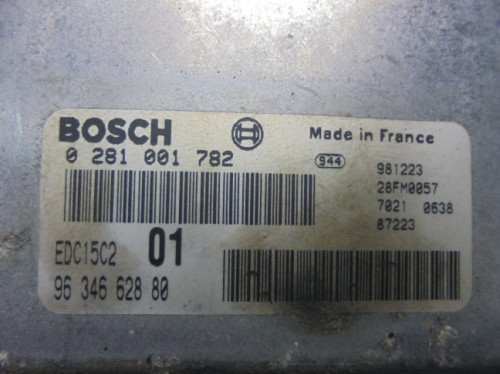 BOSCH Made in France
0 281 001 782 944 981223
28FM0057
7021 0638
87223
EDC15C2 01
96 346 628 80